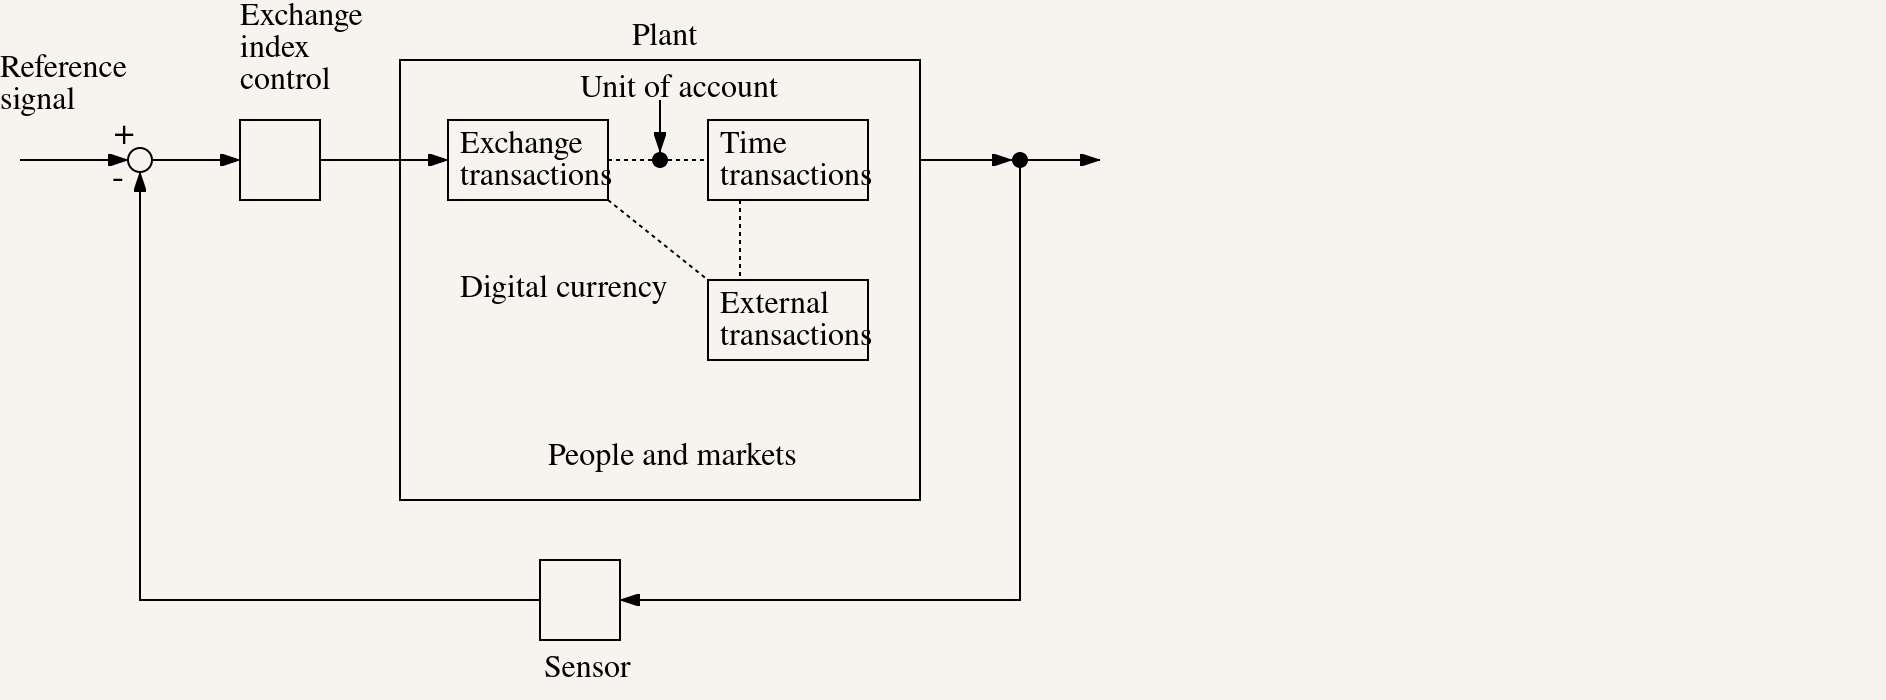 Exchange
index
control
Reference
signal
Plant
Unit of account
+
-
Exchange
transactions
Time
transactions
Digital currency
External
transactions
People and markets
Sensor